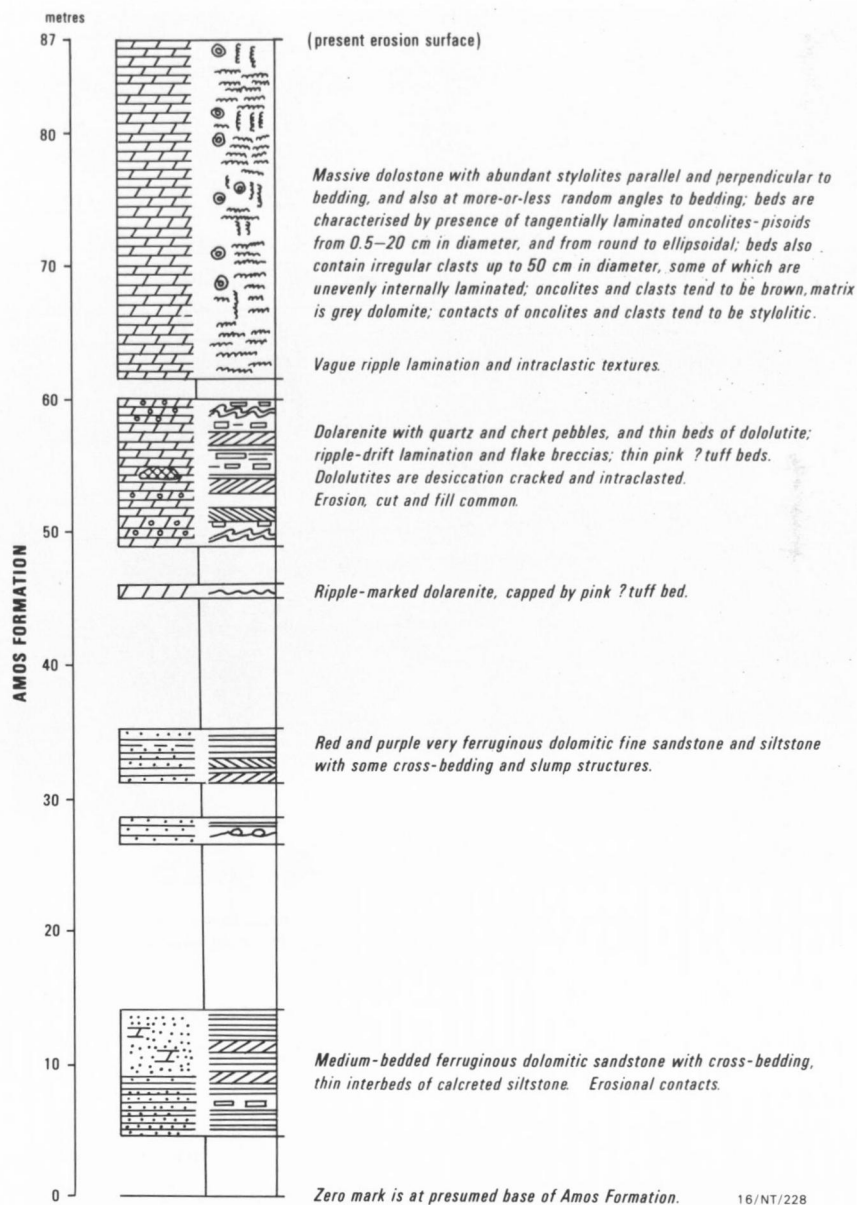 metres
87
(present erosion surface)
80
Massive dolostone with abundant stylolites parallel and perpendicular to
bedding, and also at more-or-less random angles to bedding; beds are
characterised by presence of tangentially laminated oncolites-pisoids
from 0.5–20 cm in diameter, and from round to ellipsoidal; beds also
contain irregular clasts up to 50 cm in diameter, some of which are
unevenly internally laminated; oncolites and clasts tend to be brown, matrix
is grey dolomite; contacts of oncolites and clasts tend to be stylolitic.
70
Vague ripple lamination and intraclastic textures.
60
Dolarenite with quartz and chert pebbles, and thin beds of dololutite;
ripple-drift lamination and flake breccias; thin pink ?tuff beds.
Dololutites are desiccation cracked and intraclasted.
Erosion, cut and fill common.
50
Ripple-marked dolarenite, capped by pink ?tuff bed.
AMOS FORMATION
40
Red and purple very ferruginous dolomitic fine sandstone and siltstone
with some cross-bedding and slump structures.
30
20
10
Medium-bedded ferruginous dolomitic sandstone with cross-bedding,
thin interbeds of calcreted siltstone. Erosional contacts.
0
Zero mark is at presumed base of Amos Formation.
16/NT/228